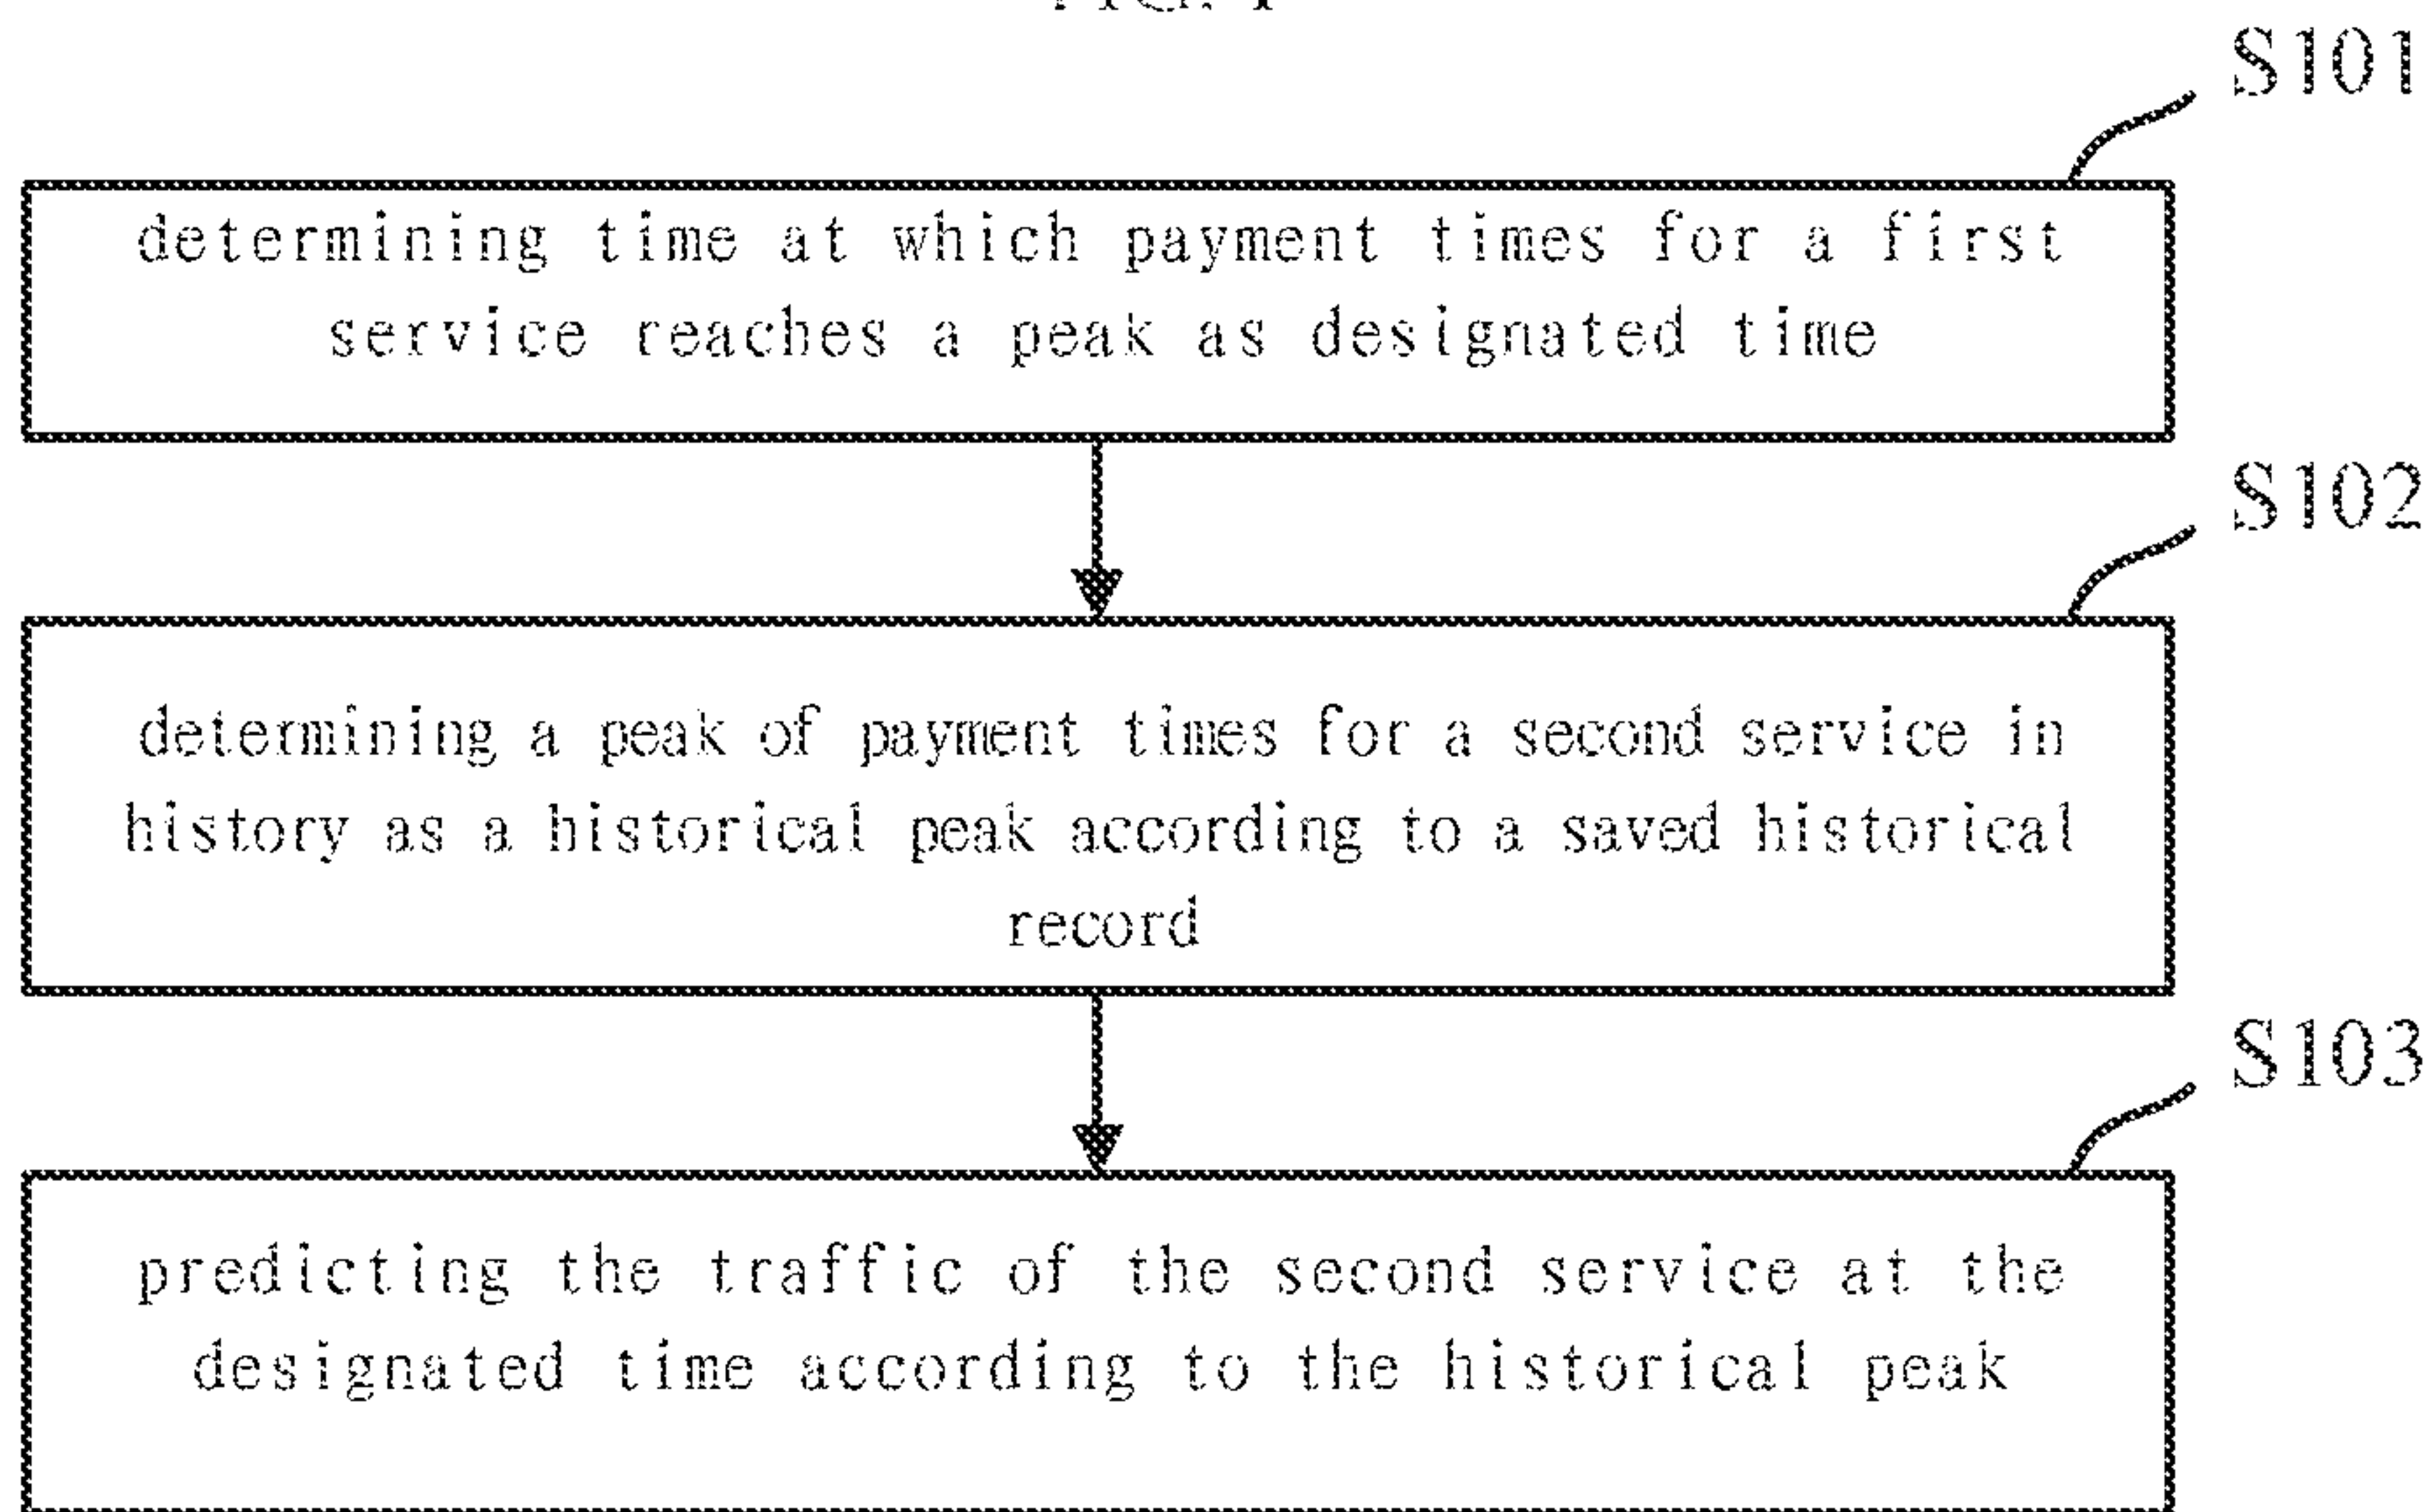 S101
determining time at which payment times for a first
service reaches a peak as designated time
S102
determining a peak of payment times for a second service in
history as a historical peak according to a saved historical
record
S103
predicting the traffic of the second service at the
designated time according to the historical peak